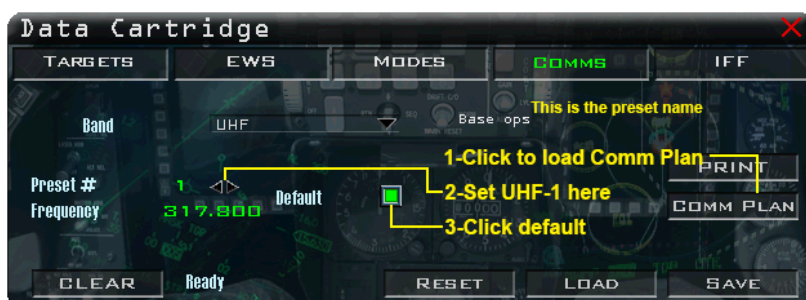 Data Cartridge
TARGETS EWS MODES COMMS IFF
This is the preset name
Band UHF Base ops
1-Click to load Comm Plan
PRINT
Preset # 1 Default 2-Set UHF-1 here
Frequency 317.800 3-Click default COMM PLAN
CLEAR Ready RESET LOAD SAVE